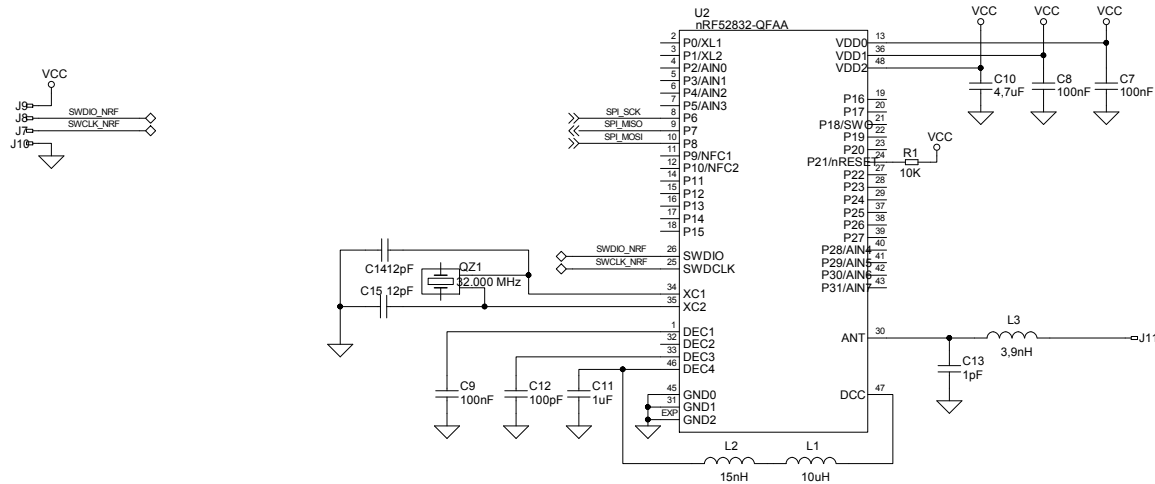 U2
nRF52832-QFAA
VCC VCC VCC
2 P0/XL1 VDD0 13
3 P1/XL2 VDD1 36
4 P2/AIN0 VDD2 48
5 P3/AIN1
6 P4/AIN2 P16 19
7 P5/AIN3 P17 20
SPI_SCK 8 P6 P18/SWO 21
SPI_MISO 9 P7 P19 22
SPI_MOSI 10 P8 P20 23
11 P9/NFC1 P21/nRESET 24
12 P10/NFC2 P22 27
14 P11 P23 28
15 P12 P24 29
16 P13 P25 37
17 P14 P26 38
18 P15 P27 39
P28/AIN4 40
SWDIO_NRF 26 SWDIO P29/AIN5 41
SWCLK_NRF 25 SWDCLK P30/AIN6 42
P31/AIN7 43
34 XC1
35 XC2
1 DEC1 ANT 30
32 DEC2
33 DEC3
46 DEC4
45 GND0 DCC 47
31 GND1
EXP GND2
C10
4,7uF
C8
100nF
C7
100nF
R1
10K
VCC
VCC
J9
J8 SWDIO_NRF
J7 SWCLK_NRF
J10
C14 12pF
QZ1
32.000 MHz
C15 12pF
C9
100nF
C12
100pF
C11
1uF
L3
3,9nH
J11
C13
1pF
L2
15nH
L1
10uH